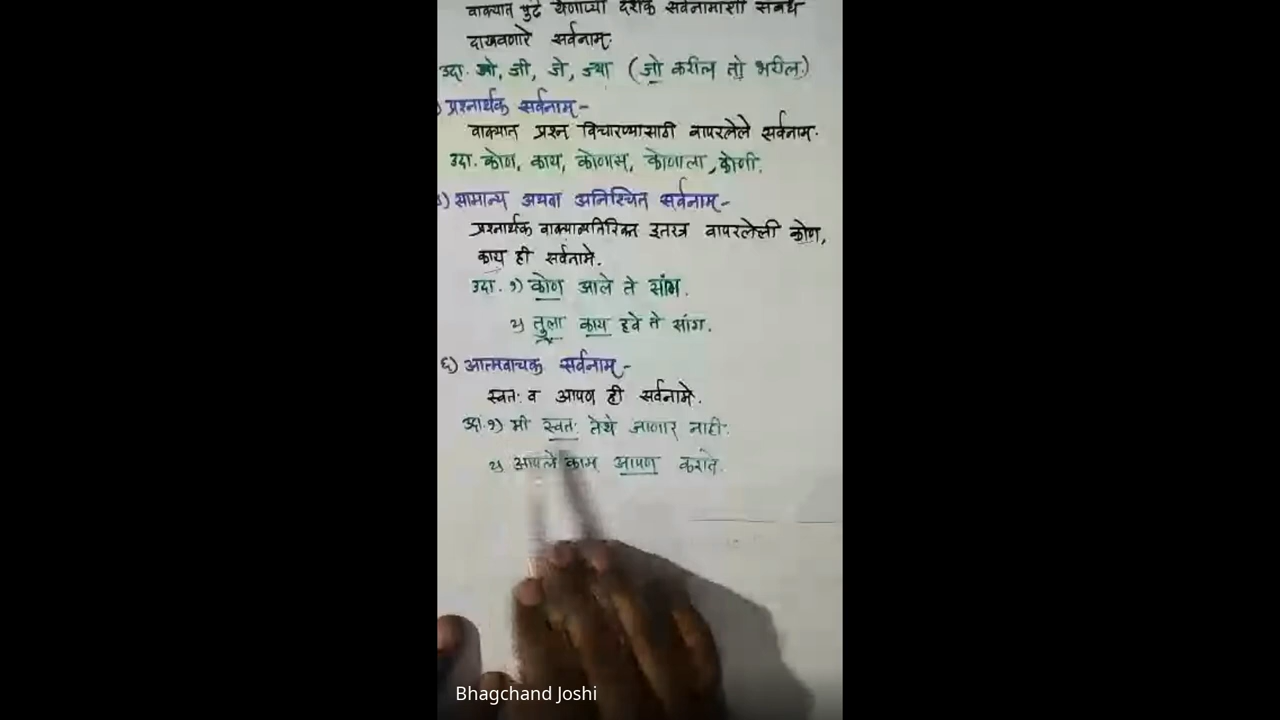 वाक्यात पुढे येणाऱ्या दर्शक सर्वनामाशी संबंध
दाखवणारे सर्वनाम.
उदा. जो, जी, जे, ज्या (जो करील तो भरील.)
) प्रश्नार्थक सर्वनाम -
वाक्यात प्रश्न विचारण्यासाठी वापरलेले सर्वनाम.
उदा. कोण, काय, कोणास, कोणाला, कोणी.
५) सामान्य अथवा अनिश्चित सर्वनाम -
प्रश्नार्थक वाक्याव्यतिरिक्त इतरत्र वापरलेली कोण,
काय ही सर्वनामे.
उदा. १) कोण आले ते सांग.
२) तुला काय हवे ते सांग.
६) आत्मवाचक सर्वनाम -
स्वतः व आपण ही सर्वनामे.
उदा. १) मी स्वतः तेथे जाणार नाही.
२) आपले काम आपण करावे.
Bhagchand Joshi